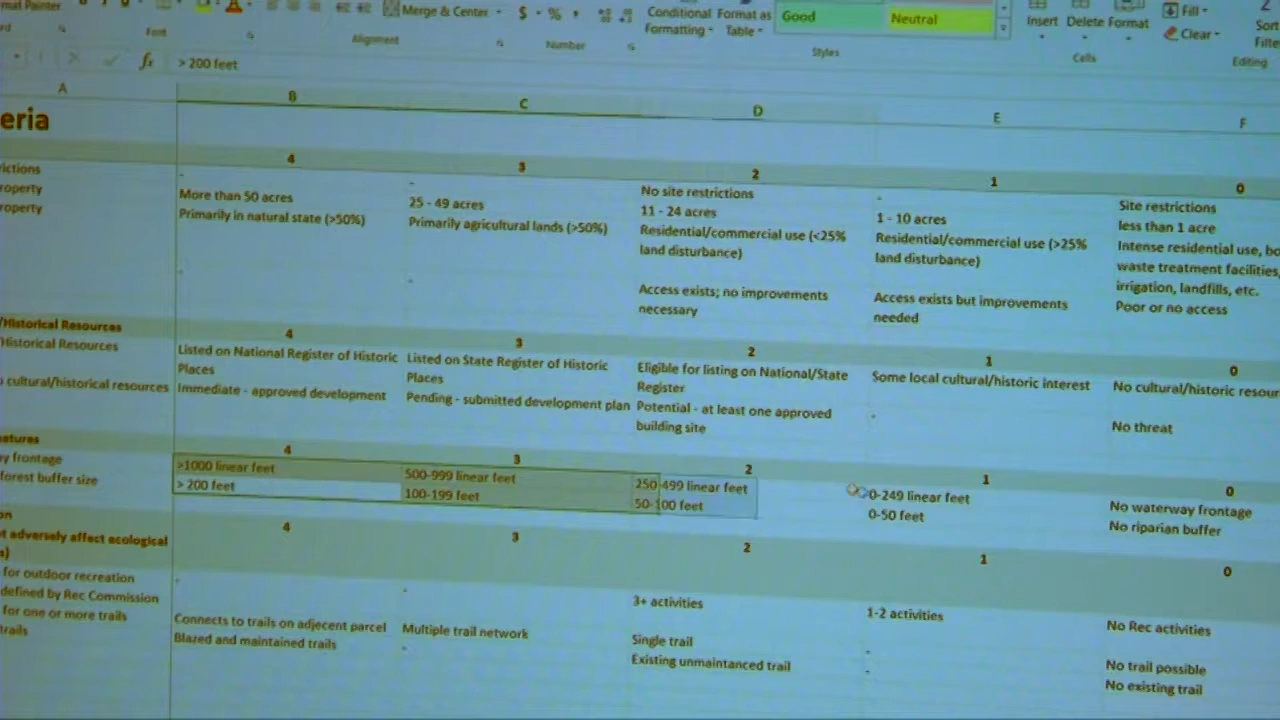 Merge & Center
$ - % ,
Conditional Formatting
Format as Table
Good
Neutral
Insert
Delete
Format
Fill
Clear
Font
Alignment
Number
Styles
Cells
Editing
fx
> 200 feet
A B C D E F
eria
4 3 2 1 0
ictions - - No site restrictions - Site restrictions
roperty More than 50 acres 25 - 49 acres 11 - 24 acres 1 - 10 acres less than 1 acre
roperty Primarily in natural state (>50%) Primarily agricultural lands (>50%) Residential/commercial use (<25% land disturbance) Residential/commercial use (>25% land disturbance) Intense residential use, bo
waste treatment facilities,
irrigation, landfills, etc.
- - Access exists; no improvements necessary Access exists but improvements needed Poor or no access
/Historical Resources 4 3 2 1 0
Historical Resources Listed on National Register of Historic Places Listed on State Register of Historic Places Eligible for listing on National/State Register Some local cultural/historic interest No cultural/historic resour
cultural/historical resources Immediate - approved development Pending - submitted development plan Potential - at least one approved building site - No threat
atures 4 3 2 1 0
y frontage >1000 linear feet 500-999 linear feet 250-499 linear feet 0-249 linear feet No waterway frontage
forest buffer size > 200 feet 100-199 feet 50-100 feet 0-50 feet No riparian buffer
on 4 3 2 1 0
t adversely affect ecological
s)
for outdoor recreation - - 3+ activities 1-2 activities No Rec activities
defined by Rec Commission
for one or more trails Connects to trails on adjecent parcel Multiple trail network Single trail - No trail possible
trails Blazed and maintained trails - Existing unmaintanced trail - No existing trail